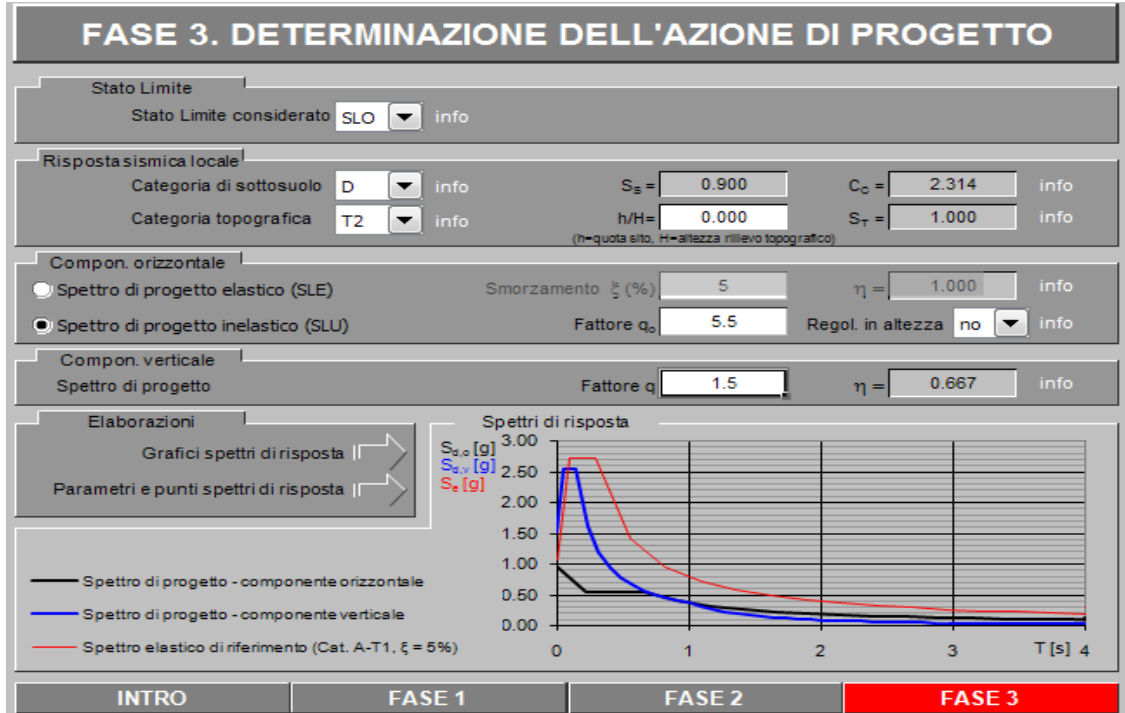 FASE 3. DETERMINAZIONE DELL'AZIONE DI PROGETTO
Stato Limite
Stato Limite considerato SLO info
Risposta sismica locale
Categoria di sottosuolo D info S_S = 0.900 C_C = 2.314 info
Categoria topografica T2 info h/H= 0.000 S_T = 1.000 info
(h=quota sito, H=altezza rilievo topografico)
Compon. orizzontale
Spettro di progetto elastico (SLE) Smorzamento ξ (%) 5 η = 1.000 info
Spettro di progetto inelastico (SLU) Fattore q_o 5.5 Regol. in altezza no info
Compon. verticale
Spettro di progetto Fattore q 1.5 η = 0.667 info
Elaborazioni
Grafici spettri di risposta
Parametri e punti spettri di risposta
Spettri di risposta
S_d,o [g]
S_d,v [g]
S_e [g]
3.00
2.50
2.00
1.50
1.00
0.50
0.00
0 1 2 3 T [s] 4
Spettro di progetto - componente orizzontale
Spettro di progetto - componente verticale
Spettro elastico di riferimento (Cat. A-T1, ξ = 5%)
INTRO FASE 1 FASE 2 FASE 3